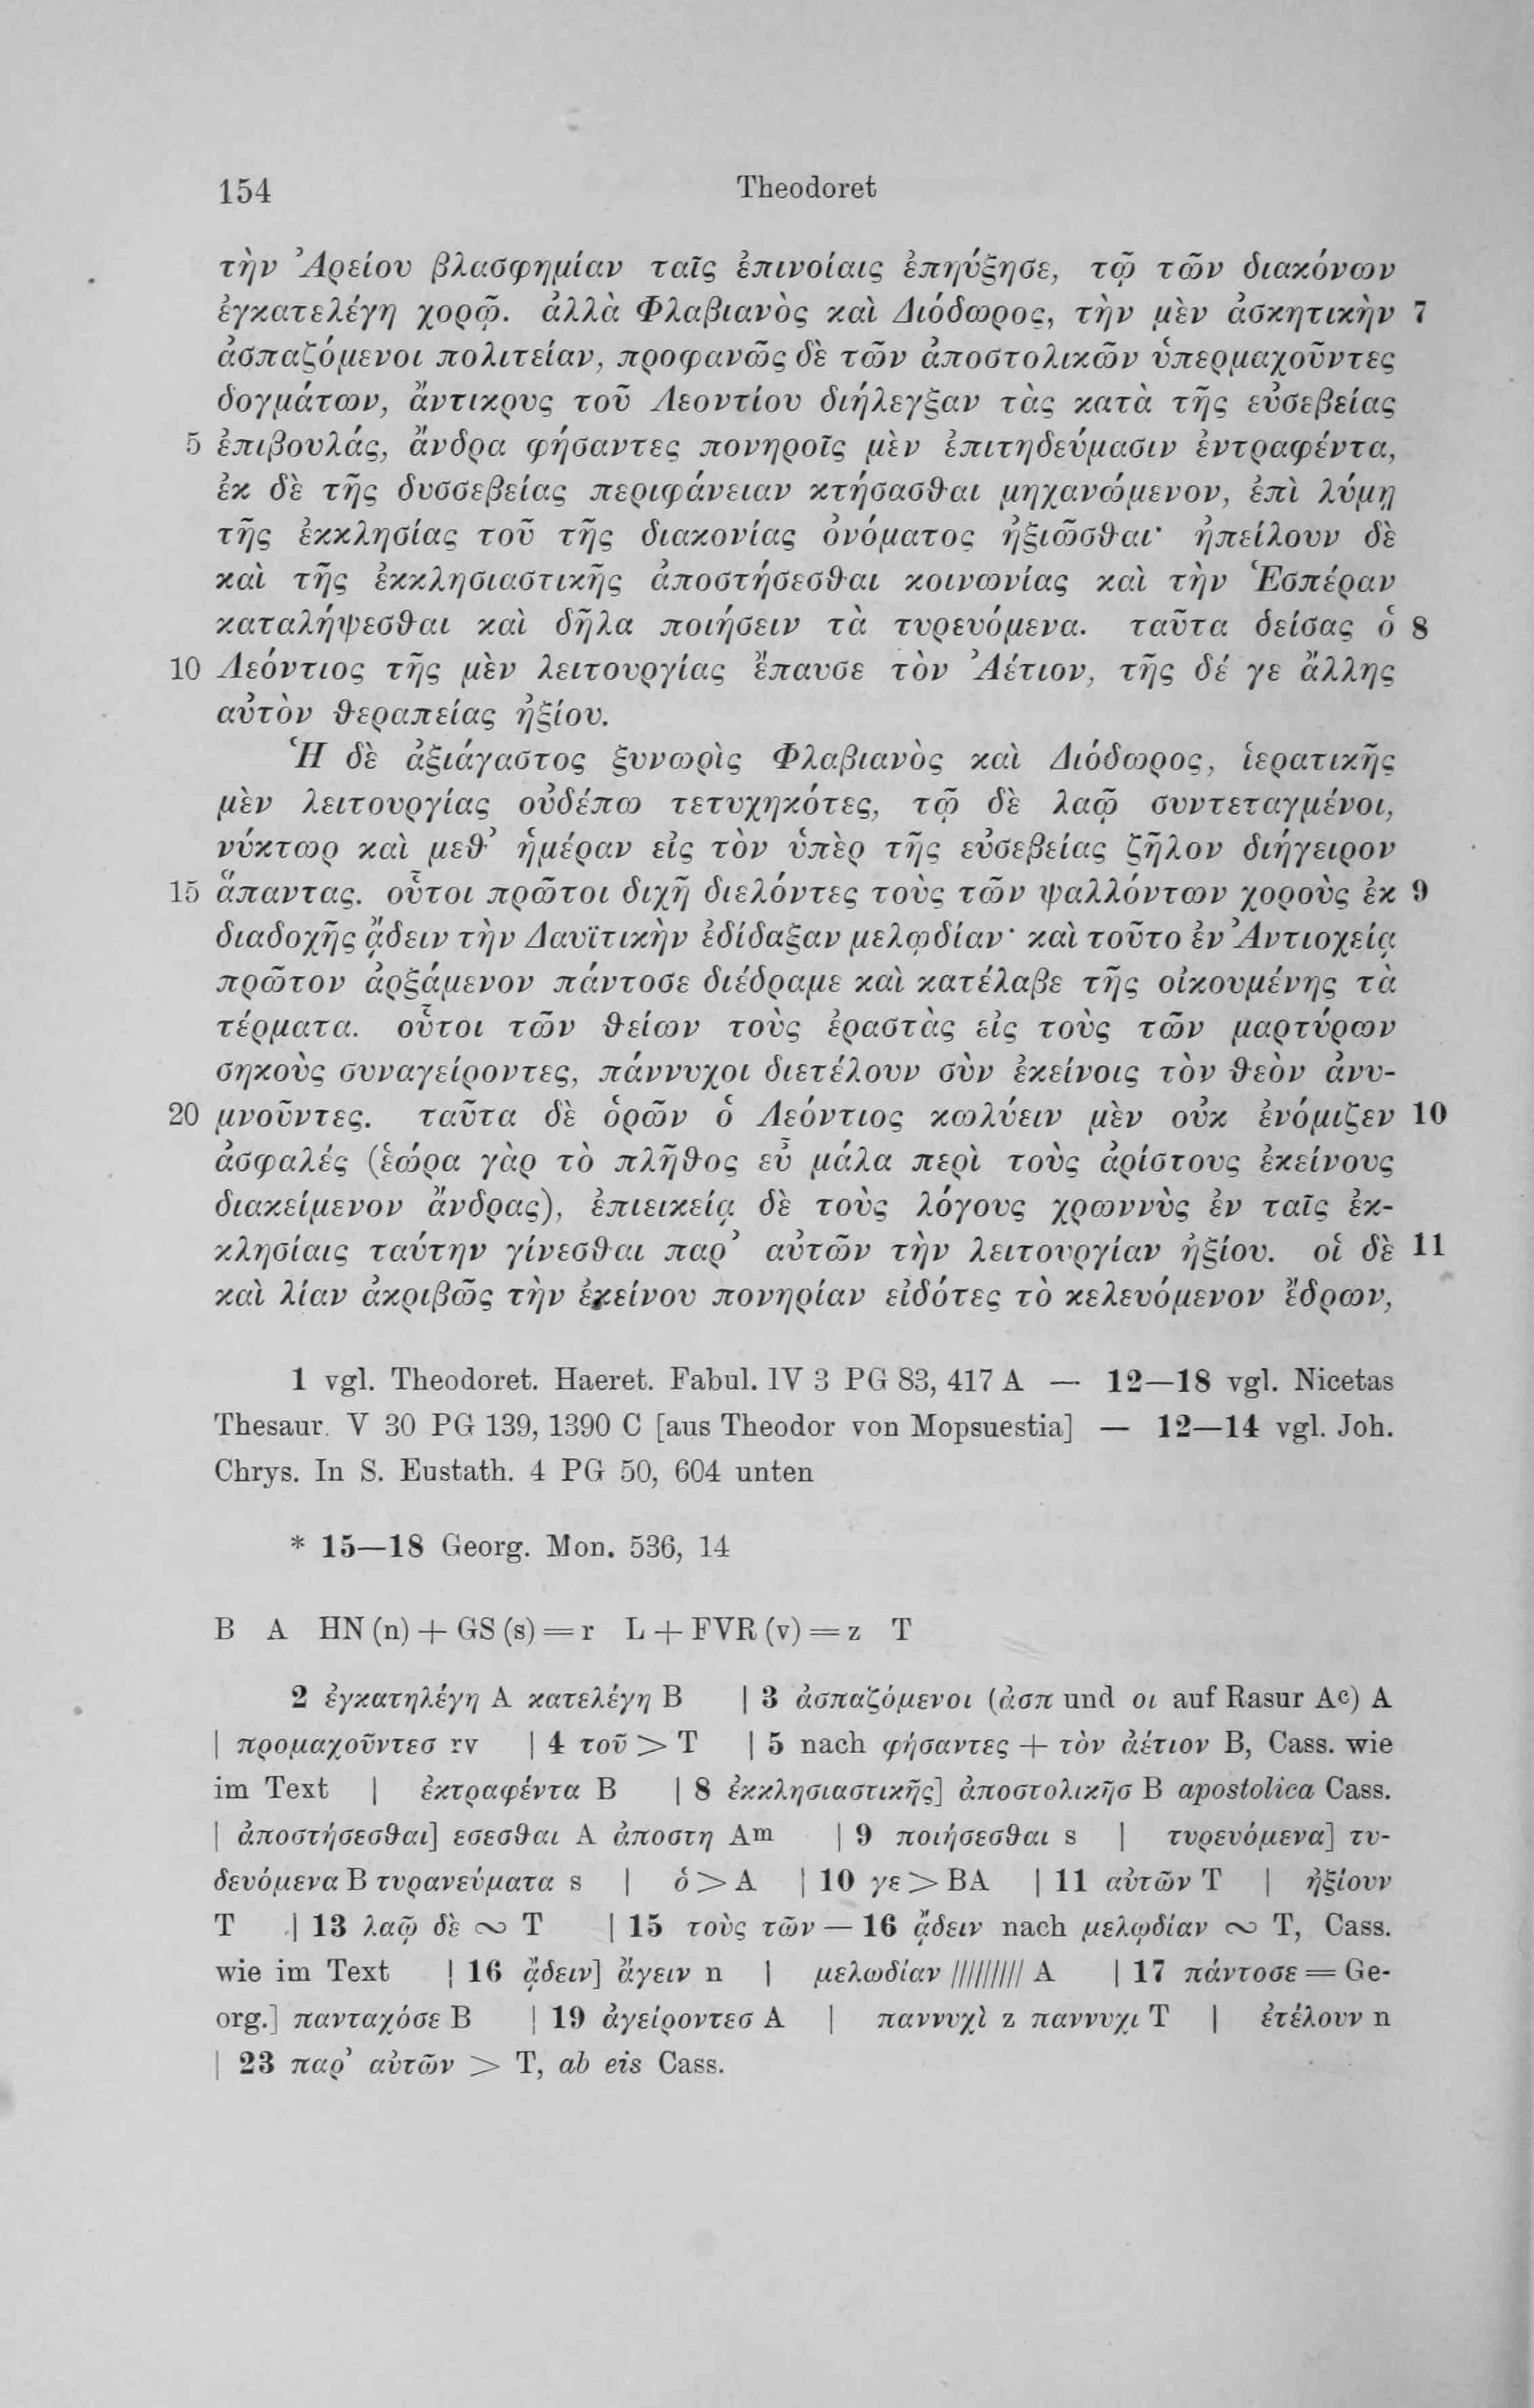 154 Theodoret
τὴν Ἀρείου βλασφημίαν ταῖς ἐπινοίαις ἐπηύξησε, τῷ τῶν διακόνων
ἐγκατελέγη χορῷ. ἀλλὰ Φλαβιανὸς καὶ Διόδωρος, τὴν μὲν ἀσκητικὴν 7
ἀσπαζόμενοι πολιτείαν, προφανῶς δὲ τῶν ἀποστολικῶν ὑπερμαχοῦντες
δογμάτων, ἄντικρυς τοῦ Λεοντίου διήλεγξαν τὰς κατὰ τῆς εὐσεβείας
5 ἐπιβουλάς, ἄνδρα φήσαντες πονηροῖς μὲν ἐπιτηδεύμασιν ἐντραφέντα,
ἐκ δὲ τῆς δυσσεβείας περιφάνειαν κτήσασθαι μηχανώμενον, ἐπὶ λύμῃ
τῆς ἐκκλησίας τοῦ τῆς διακονίας ὀνόματος ἠξιῶσθαι· ἠπείλουν δὲ
καὶ τῆς ἐκκλησιαστικῆς ἀποστήσεσθαι κοινωνίας καὶ τὴν Ἑσπέραν
καταλήψεσθαι καὶ δῆλα ποιήσειν τὰ τυρευόμενα. ταῦτα δείσας ὁ 8
10 Λεόντιος τῆς μὲν λειτουργίας ἔπαυσε τὸν Ἀέτιον, τῆς δέ γε ἄλλης
αὐτὸν θεραπείας ἠξίου.
Ἡ δὲ ἀξιάγαστος ξυνωρὶς Φλαβιανὸς καὶ Διόδωρος, ἱερατικῆς
μὲν λειτουργίας οὐδέπω τετυχηκότες, τῷ δὲ λαῷ συντεταγμένοι,
νύκτωρ καὶ μεθ’ ἡμέραν εἰς τὸν ὑπὲρ τῆς εὐσεβείας ζῆλον διήγειρον
15 ἅπαντας. οὗτοι πρῶτοι διχῇ διελόντες τοὺς τῶν ψαλλόντων χοροὺς ἐκ 9
διαδοχῆς ᾄδειν τὴν Δαυϊτικὴν ἐδίδαξαν μελῳδίαν· καὶ τοῦτο ἐν Ἀντιοχείᾳ
πρῶτον ἀρξάμενον πάντοσε διέδραμε καὶ κατέλαβε τῆς οἰκουμένης τὰ
τέρματα. οὗτοι τῶν θείων τοὺς ἐραστὰς εἰς τοὺς τῶν μαρτύρων
σηκοὺς συναγείροντες, πάννυχοι διετέλουν σὺν ἐκείνοις τὸν θεὸν ἀνυ-
20 μνοῦντες. ταῦτα δὲ ὁρῶν ὁ Λεόντιος κωλύειν μὲν οὐκ ἐνόμιζεν 10
ἀσφαλές (ἑώρα γὰρ τὸ πλῆθος εὖ μάλα περὶ τοὺς ἀρίστους ἐκείνους
διακείμενον ἄνδρας), ἐπιεικείᾳ δὲ τοὺς λόγους χρωννὺς ἐν ταῖς ἐκ-
κλησίαις ταύτην γίνεσθαι παρ’ αὐτῶν τὴν λειτουργίαν ἠξίου. οἱ δὲ 11
καὶ λίαν ἀκριβῶς τὴν ἐκείνου πονηρίαν εἰδότες τὸ κελευόμενον ἔδρων,
1 vgl. Theodoret. Haeret. Fabul. IV 3 PG 83, 417 A — 12—18 vgl. Nicetas
Thesaur. V 30 PG 139, 1390 C [aus Theodor von Mopsuestia] — 12—14 vgl. Joh.
Chrys. In S. Eustath. 4 PG 50, 604 unten
* 15—18 Georg. Mon. 536, 14
B A HN (n) + GS (s) = r L + FVR (v) = z T
2 ἐγκατηλέγη A κατελέγη B | 3 ἀσπαζόμενοι (ἀσπ und οι auf Rasur Aᶜ) A
| προμαχοῦντεσ rv | 4 τοῦ > T | 5 nach φήσαντες + τὸν ἀέτιον B, Cass. wie
im Text | ἐκτραφέντα B | 8 ἐκκλησιαστικῆς] ἀποστολικῆσ B apostolica Cass.
| ἀποστήσεσθαι] εσεσθαι A ἀποστη Aᵐ | 9 ποιήσεσθαι s | τυρευόμενα] τυ-
δευόμενα B τυρανεύματα s | ὁ > A | 10 γε > BA | 11 αὐτῶν T | ἠξίουν
T | 13 λαῷ δὲ ∾ T | 15 τοὺς τῶν — 16 ᾄδειν nach μελῳδίαν ∾ T, Cass.
wie im Text | 16 ᾄδειν] ἄγειν n | μελωδίαν ///////// A | 17 πάντοσε = Ge-
org.] πανταχόσε B | 19 ἀγείροντεσ A | παννυχὶ z παννυχι T | ἐτέλουν n
| 23 παρ’ αὐτῶν > T, ab eis Cass.